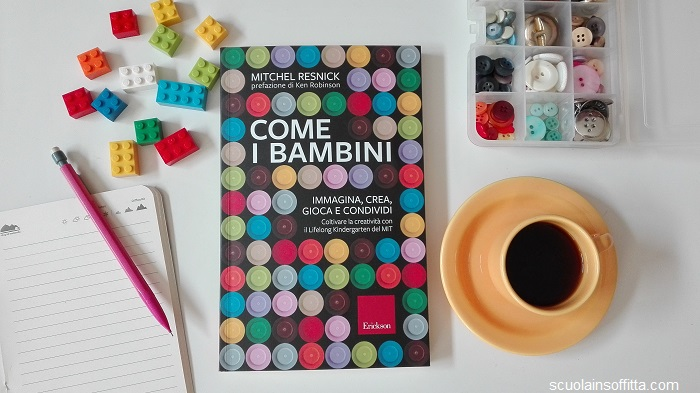 MITCHEL RESNICK
prefazione di Ken Robinson
COME
I BAMBINI
IMMAGINA, CREA,
GIOCA E CONDIVIDI
Coltivare la creatività con
il Lifelong Kindergarten del MIT
Erickson
scuolainsoffitta.com